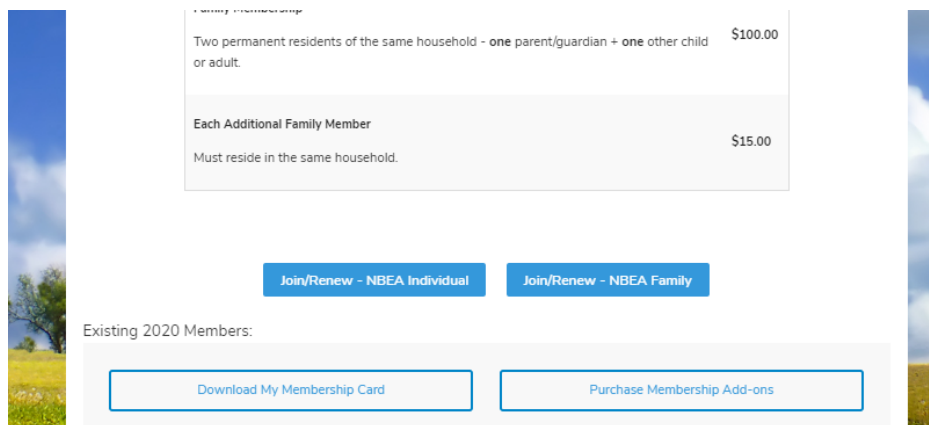 Family Membership
Two permanent residents of the same household - one parent/guardian + one other child
or adult.
$100.00
Each Additional Family Member
Must reside in the same household.
$15.00
Join/Renew - NBEA Individual
Join/Renew - NBEA Family
Existing 2020 Members:
Download My Membership Card
Purchase Membership Add-ons